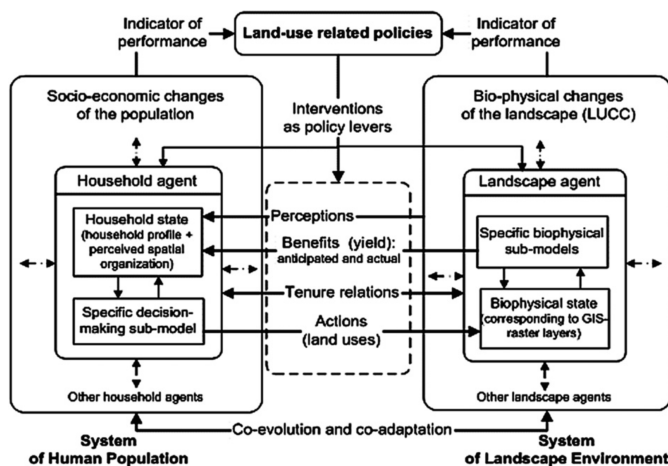 Indicator of
performance
Land-use related policies
Indicator of
performance
Socio-economic changes
of the population
Interventions
as policy levers
Bio-physical changes
of the landscape (LUCC)
Household agent
Landscape agent
Household state
(household profile +
perceived spatial
organization)
Perceptions
Benefits (yield):
anticipated and actual
Specific biophysical
sub-models
Tenure relations
Specific decision-
making sub-model
Actions
(land uses)
Biophysical state
(corresponding to GIS-
raster layers)
Other household agents
Other landscape agents
Co-evolution and co-adaptation
System
of Human Population
System
of Landscape Environment